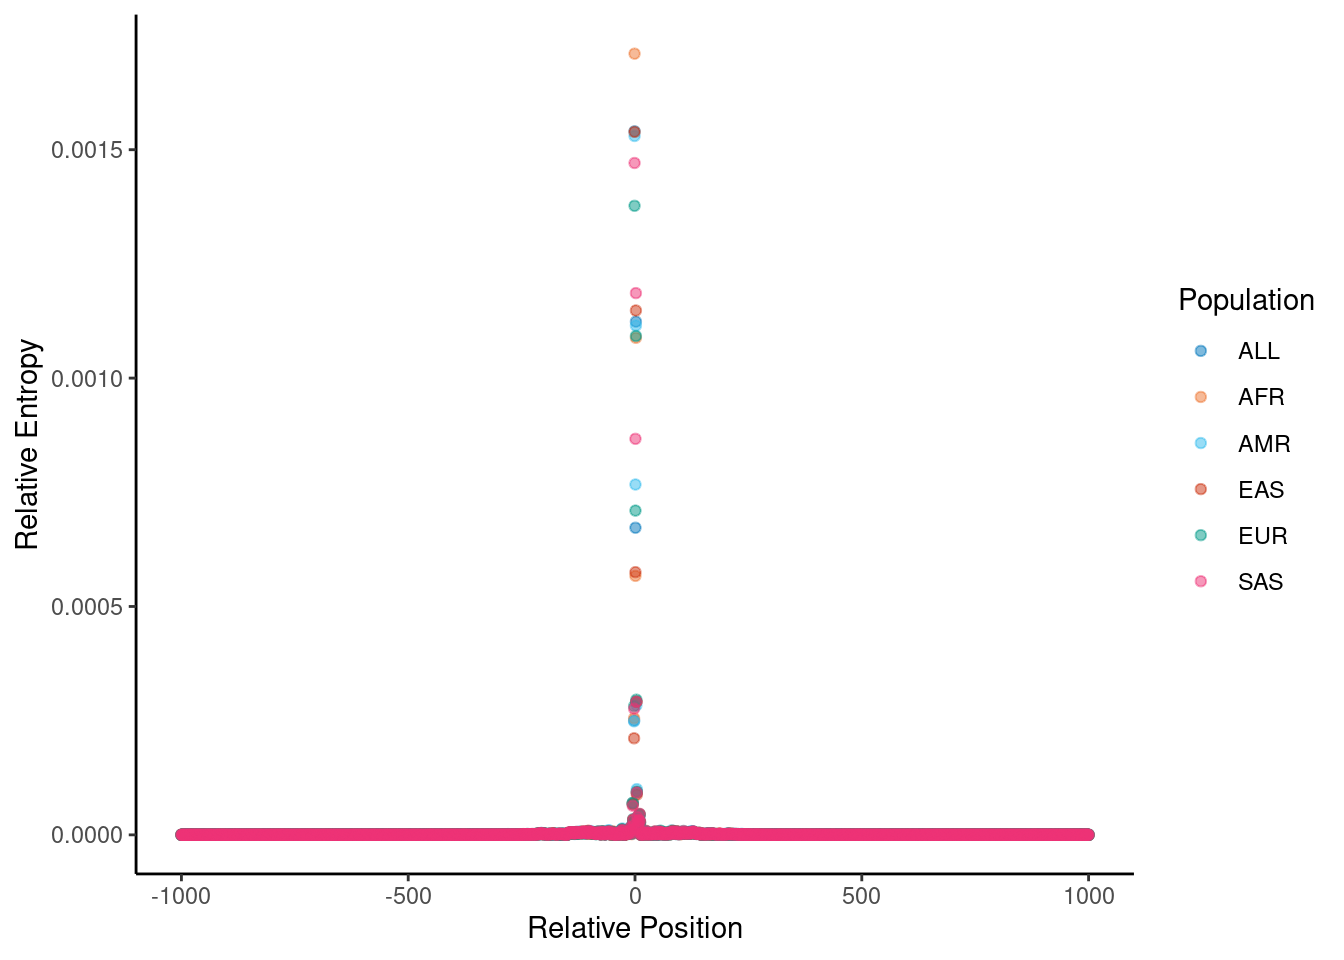 Relative Entropy
0.0015
0.0010
0.0005
0.0000
-1000
-500
0
500
1000
Relative Position
Population
ALL
AFR
AMR
EAS
EUR
SAS